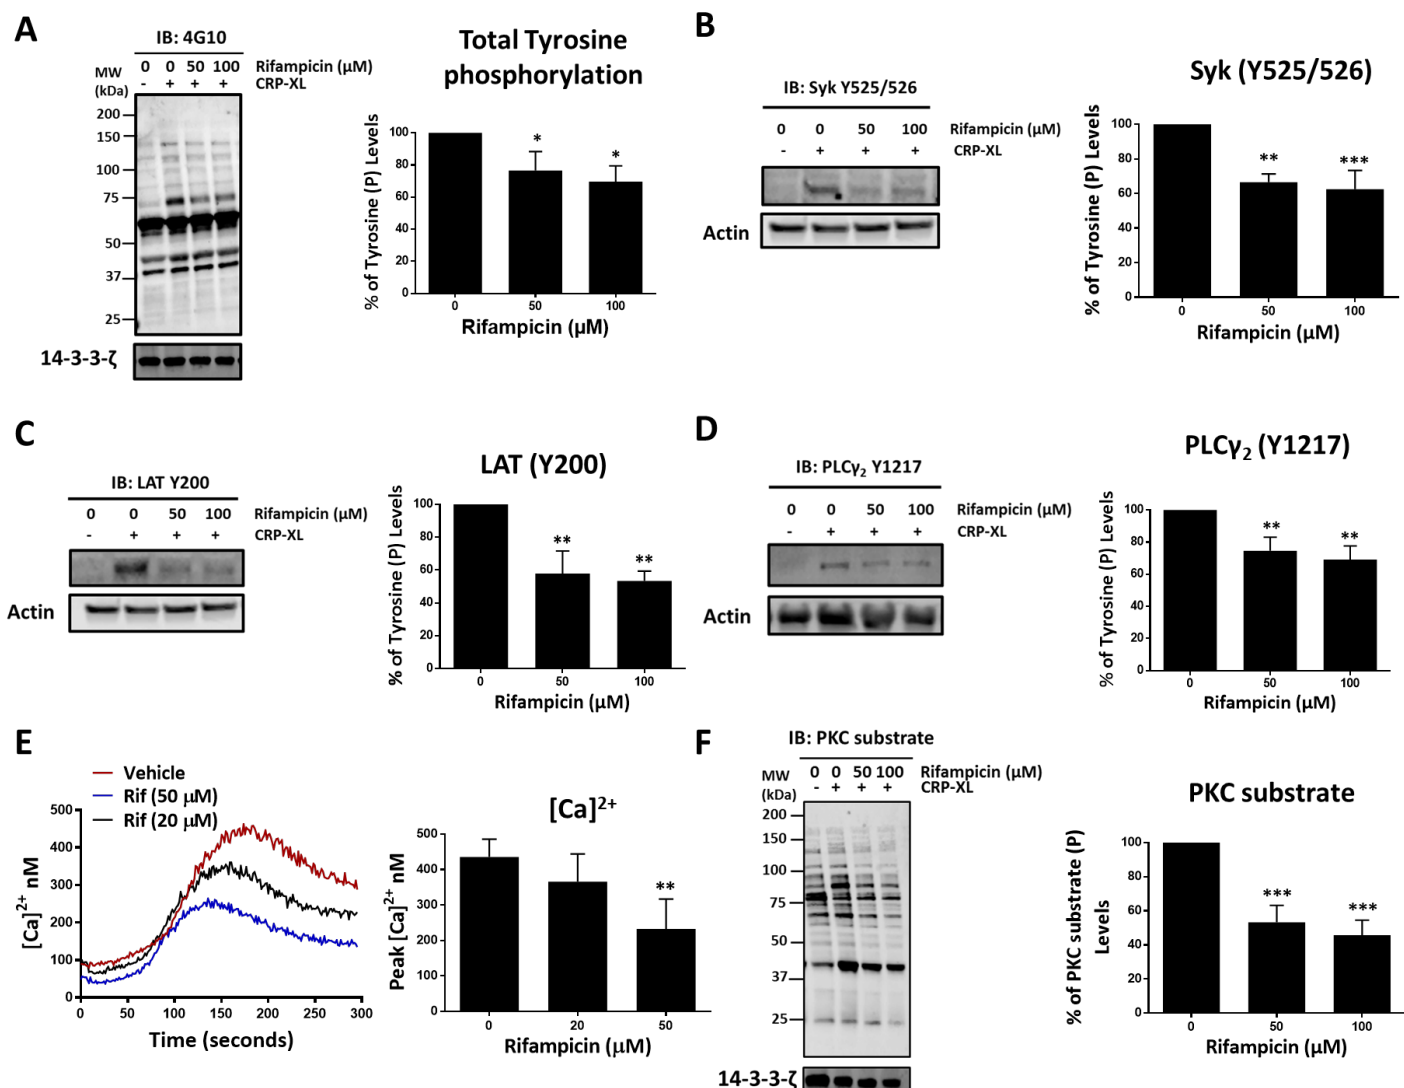 A
IB: 4G10
MW
(kDa)
0 0 50 100 Rifampicin (µM)
- + + + CRP-XL
200
150
100
75
50
37
25
14-3-3-ζ
Total Tyrosine
phosphorylation
% of Tyrosine (P) Levels
100
80
60
40
20
0
* *
0 50 100
Rifampicin (µM)
B
IB: Syk Y525/526
0 0 50 100 Rifampicin (µM)
- + + + CRP-XL
Actin
Syk (Y525/526)
% of Tyrosine (P) Levels
100
80
60
40
20
0
** ***
0 50 100
Rifampicin (µM)
C
IB: LAT Y200
0 0 50 100 Rifampicin (µM)
- + + + CRP-XL
Actin
LAT (Y200)
% of Tyrosine (P) Levels
100
80
60
40
20
0
** **
0 50 100
Rifampicin (µM)
D
IB: PLCγ₂ Y1217
0 0 50 100 Rifampicin (µM)
- + + + CRP-XL
Actin
PLCγ₂ (Y1217)
% of Tyrosine (P) Levels
100
80
60
40
20
0
** **
0 50 100
Rifampicin (µM)
E
Vehicle
Rif (50 µM)
Rif (20 µM)
[Ca]²⁺ nM
500
400
300
200
100
0
0 50 100 150 200 250 300
Time (seconds)
[Ca]²⁺
Peak [Ca]²⁺ nM
500
400
300
200
100
0
**
0 20 50
Rifampicin (µM)
F
IB: PKC substrate
MW
(kDa)
0 0 50 100 Rifampicin (µM)
- + + + CRP-XL
200
150
100
75
50
37
25
14-3-3-ζ
PKC substrate
% of PKC substrate (P)
Levels
100
80
60
40
20
0
*** ***
0 50 100
Rifampicin (µM)